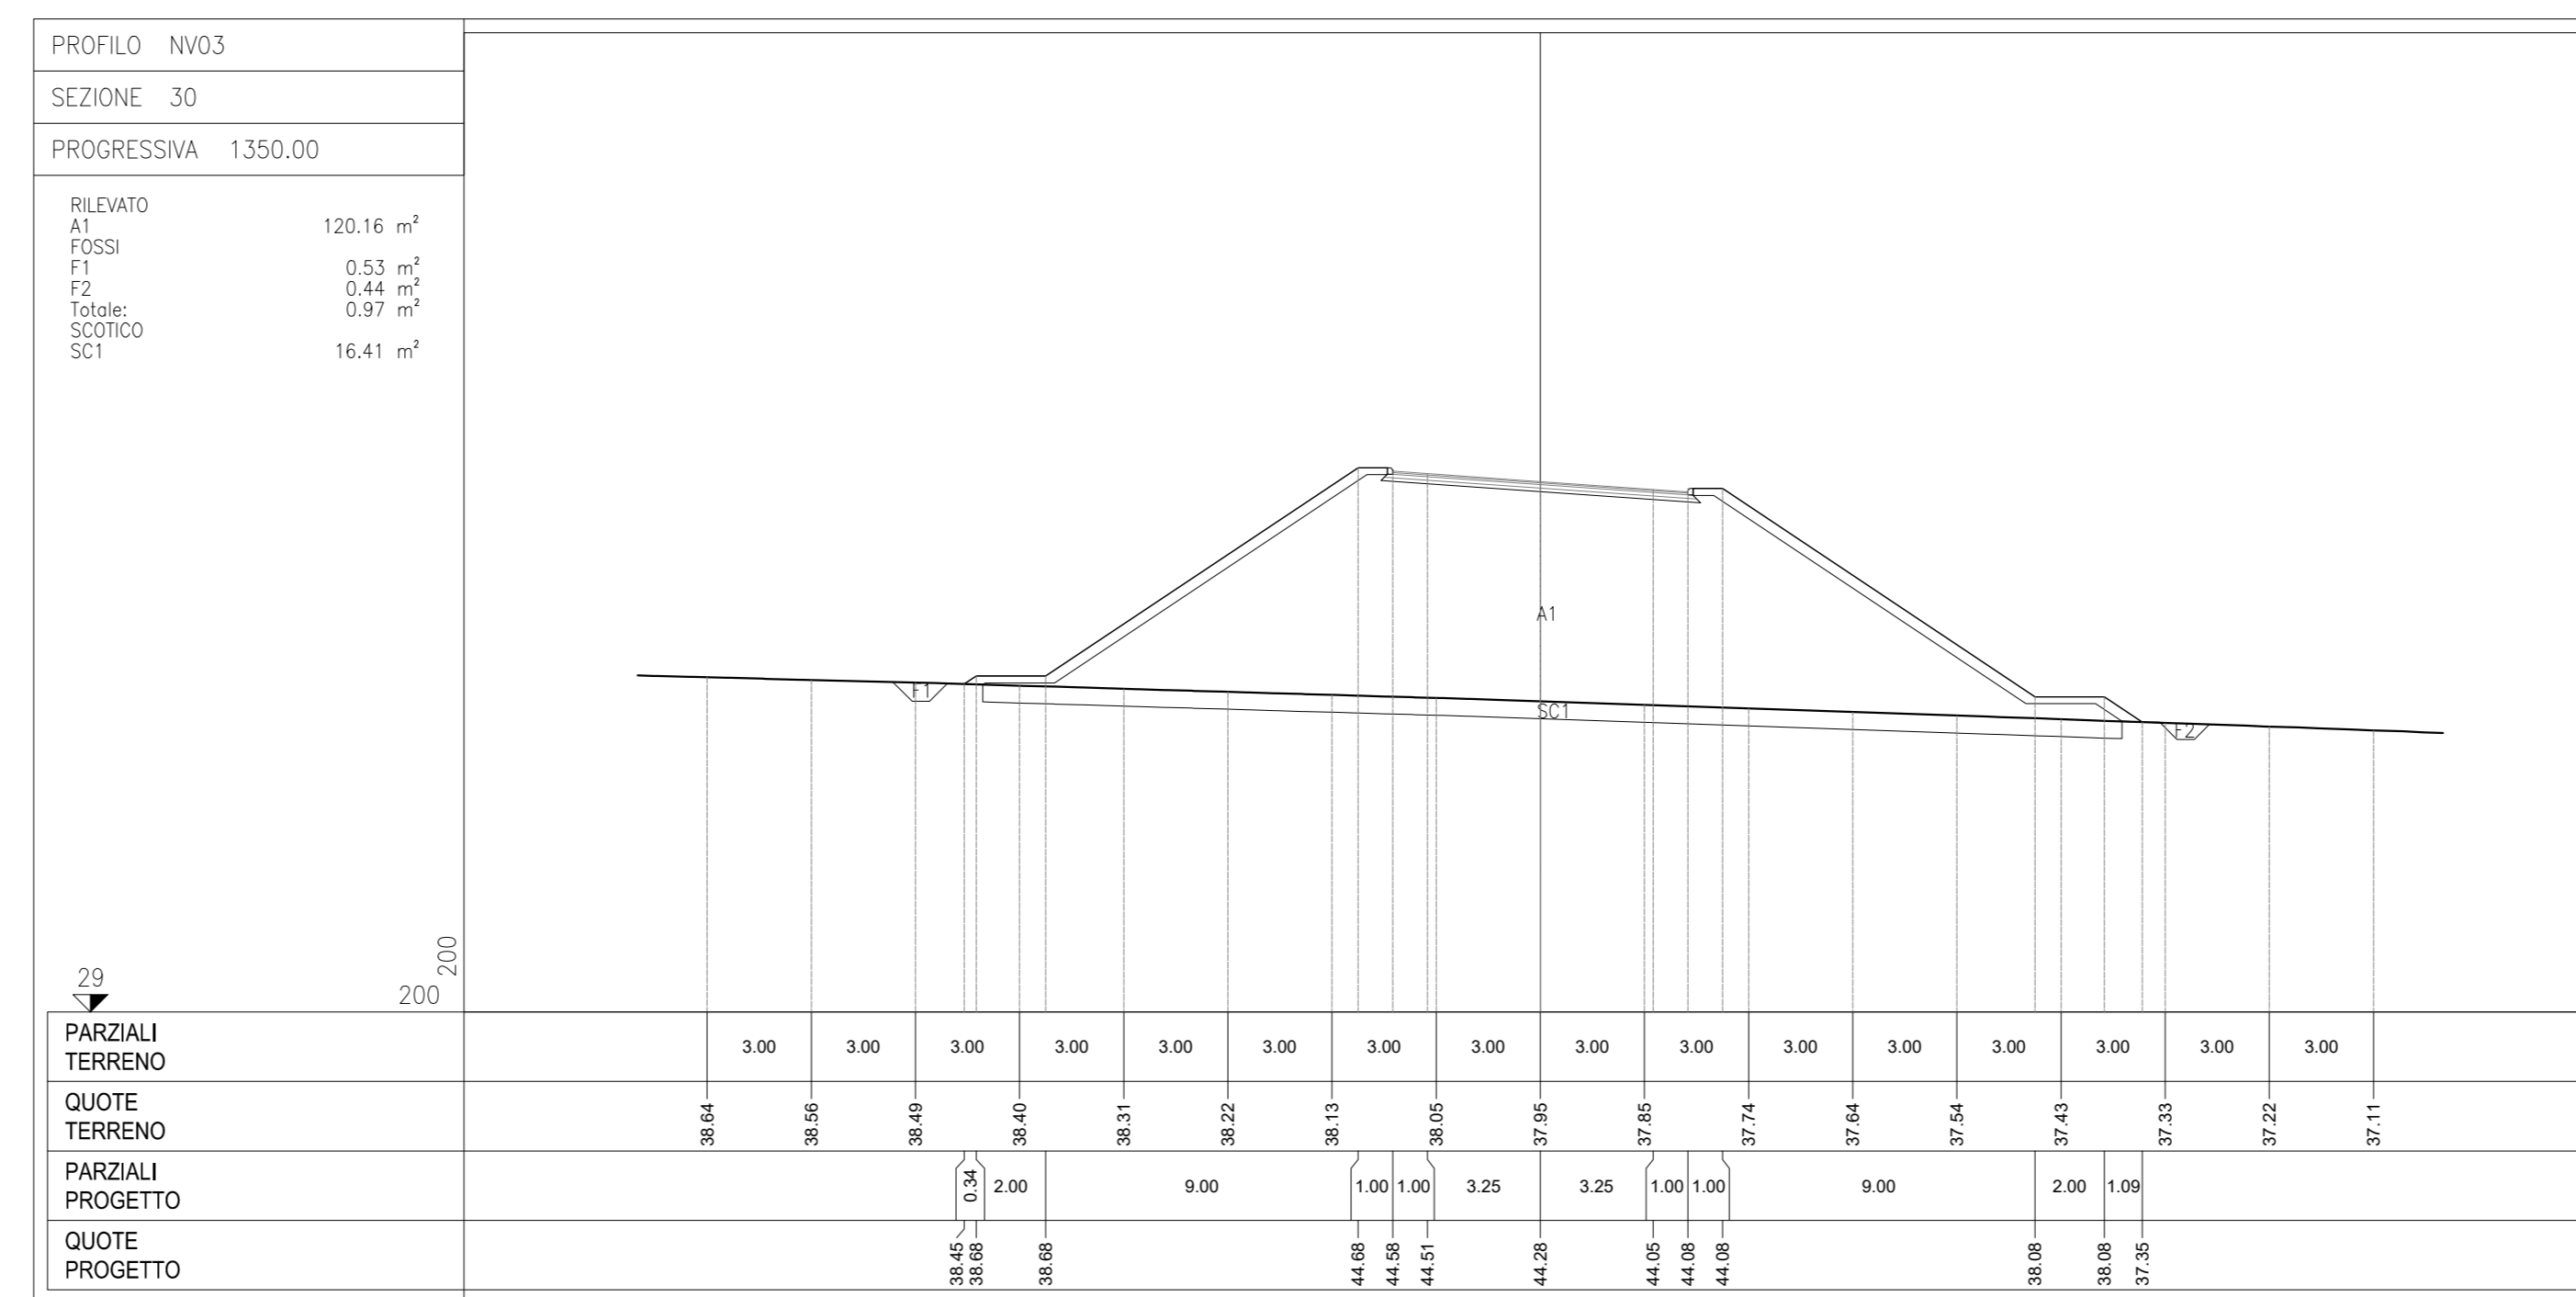 PROFILO NV03
SEZIONE 30
PROGRESSIVA 1350.00
RILEVATO
A1 120.16 m²
FOSSI
F1 0.53 m²
F2 0.44 m²
Totale: 0.97 m²
SCOTICO
SC1 16.41 m²
A1
F1
SC1
F2
29
200
200
PARZIALI
TERRENO
3.00 3.00 3.00 3.00 3.00 3.00 3.00 3.00 3.00 3.00 3.00 3.00 3.00 3.00 3.00 3.00
QUOTE
TERRENO
38.64 38.56 38.49 38.40 38.31 38.22 38.13 38.05 37.95 37.85 37.74 37.64 37.54 37.43 37.33 37.22 37.11
PARZIALI
PROGETTO
0.34 2.00 9.00 1.00 1.00 3.25 3.25 1.00 1.00 9.00 2.00 1.09
QUOTE
PROGETTO
38.45 38.68 38.68 44.68 44.58 44.51 44.28 44.05 44.08 44.08 38.08 38.08 37.35